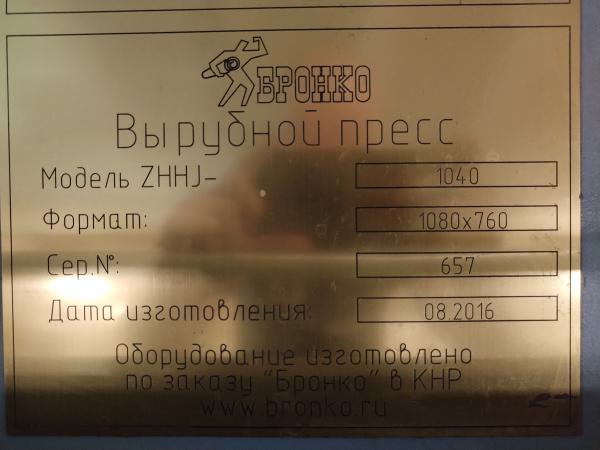 БРОНКО
Вырубной пресс
Модель ZHHJ- 1040
Формат: 1080х760
Сер.№: 657
Дата изготовления: 08.2016
Оборудование изготовлено
по заказу "Бронко" в КНР
www.bronko.ru